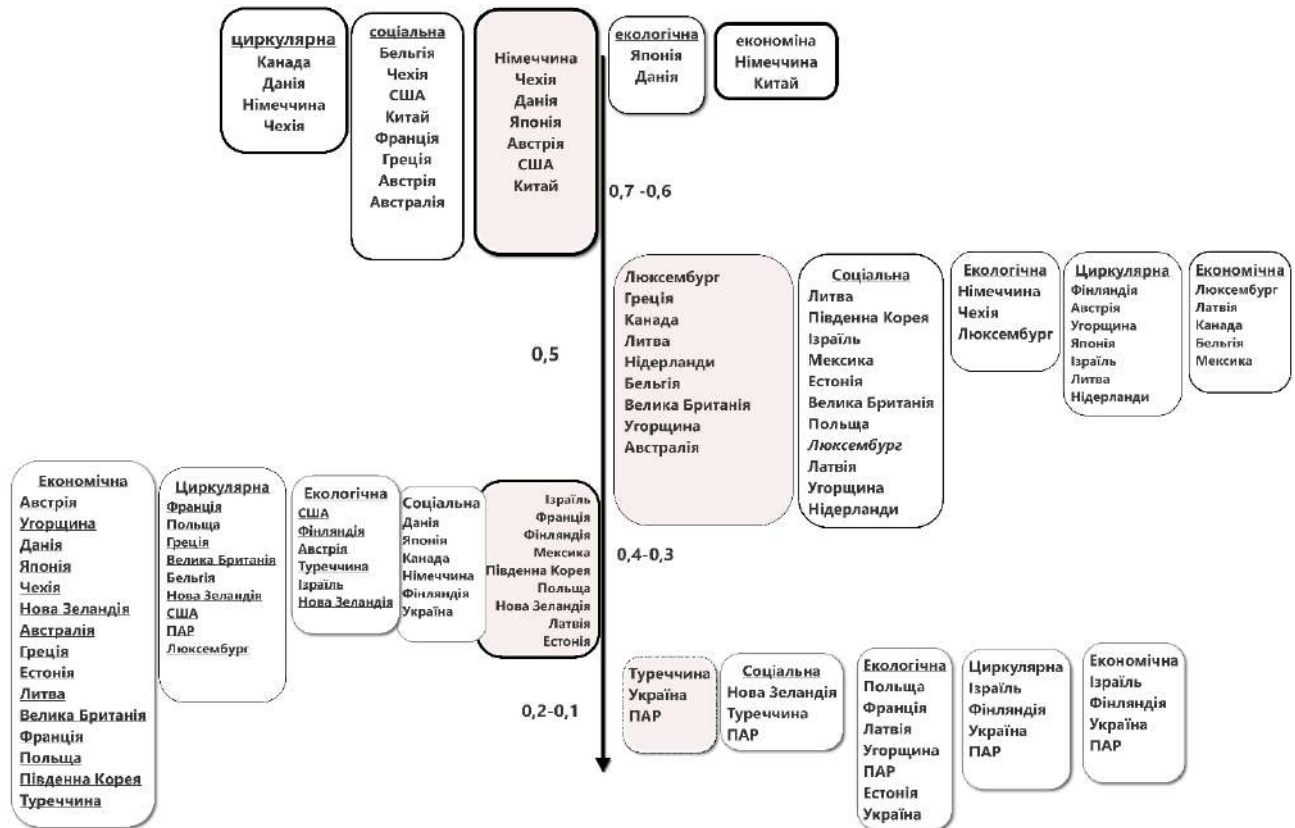 циркулярна
Канада
Данія
Німеччина
Чехія
соціальна
Бельгія
Чехія
США
Китай
Франція
Греція
Австрія
Австралія
Німеччина
Чехія
Данія
Японія
Австрія
США
Китай
екологічна
Японія
Данія
економіна
Німеччина
Китай
0,7 -0,6
Люксембург
Греція
Канада
Литва
Нідерланди
Бельгія
Велика Британія
Угорщина
Австралія
Соціальна
Литва
Південна Корея
Ізраїль
Мексика
Естонія
Велика Британія
Польща
Люксембург
Латвія
Угорщина
Нідерланди
Екологічна
Німеччина
Чехія
Люксембург
Циркулярна
Фінляндія
Австрія
Угорщина
Японія
Ізраїль
Литва
Нідерланди
Економічна
Люксембург
Латвія
Канада
Бельгія
Мексика
0,5
Економічна
Австрія
Угорщина
Данія
Японія
Чехія
Нова Зеландія
Австралія
Греція
Естонія
Литва
Велика Британія
Франція
Польща
Південна Корея
Туреччина
Циркулярна
Франція
Польща
Греція
Велика Британія
Бельгія
Нова Зеландія
США
ПАР
Люксембург
Екологічна
США
Фінляндія
Австрія
Туреччина
Ізраїль
Нова Зеландія
Соціальна
Данія
Японія
Канада
Німеччина
Фінляндія
Україна
Ізраїль
Франція
Фінляндія
Мексика
Південна Корея
Польща
Нова Зеландія
Латвія
Естонія
0,4-0,3
0,2-0,1
Туреччина
Україна
ПАР
Соціальна
Нова Зеландія
Туреччина
ПАР
Екологічна
Польща
Франція
Латвія
Угорщина
ПАР
Естонія
Україна
Циркулярна
Ізраїль
Фінляндія
Україна
ПАР
Економічна
Ізраїль
Фінляндія
Україна
ПАР